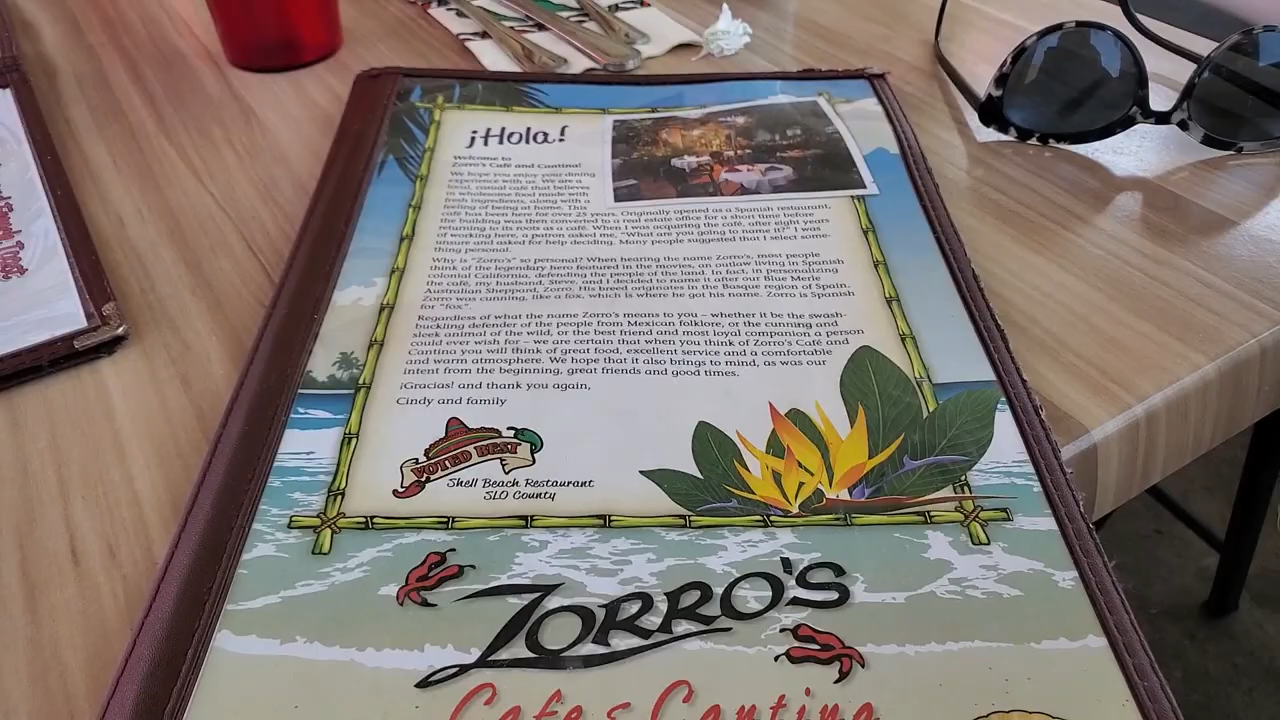 ¡Hola!
Welcome to
Zorro's Café and Cantina!
We hope you enjoy your dining
experience with us. We are a
local, casual café that believes
in wholesome food made with
fresh ingredients, along with a
feeling of being at home. This
café has been here for over 25 years. Originally opened as a Spanish restaurant,
the building was then converted to a real estate office for a short time before
returning to its roots as a café. When I was acquiring the café, after eight years
of working here, a patron asked me, "What are you going to name it?" I was
unsure and asked for help deciding. Many people suggested that I select some-
thing personal.
Why is "Zorro's" so personal? When hearing the name Zorro's, most people
think of the legendary hero featured in the movies, an outlaw living in Spanish
colonial California, defending the people of the land. In fact, in personalizing
the café, my husband, Steve, and I decided to name it after our Blue Merle
Australian Sheppard, Zorro. His breed originates in the Basque region of Spain.
Zorro was cunning, like a fox, which is where he got his name. Zorro is Spanish
for "fox".
Regardless of what the name Zorro's means to you – whether it be the swash-
buckling defender of the people from Mexican folklore, or the cunning and
sleek animal of the wild, or the best friend and most loyal companion a person
could ever wish for – we are certain that when you think of Zorro's Café and
Cantina you will think of great food, excellent service and a comfortable
and warm atmosphere. We hope that it also brings to mind, as was our
intent from the beginning, great friends and good times.
¡Gracias! and thank you again,
Cindy and family
VOTED BEST
Shell Beach Restaurant
SLO County
ZORRO'S
Cafe & Cantina
French Toast